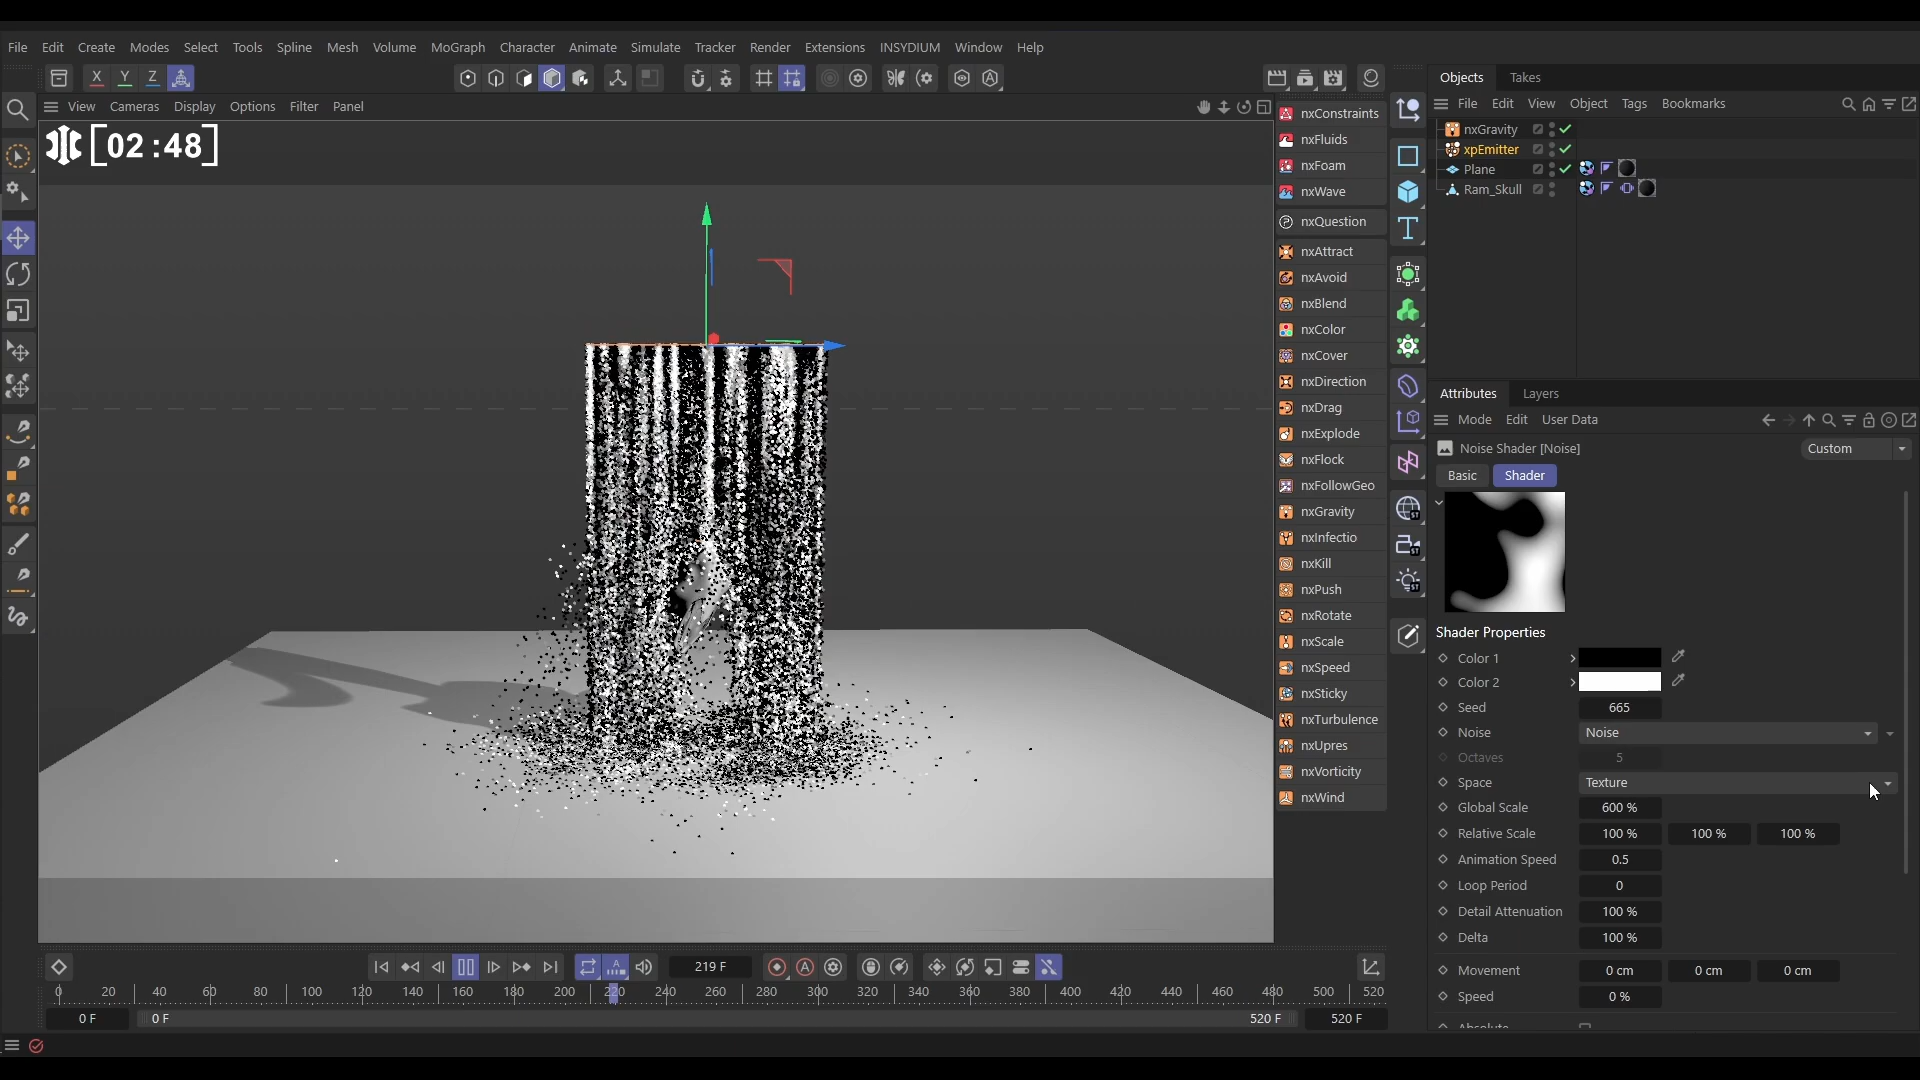 File Edit Create Modes Select Tools Spline Mesh Volume MoGraph Character Animate Simulate Tracker Render Extensions INSYDIUM Window Help
X Y Z
View Cameras Display Options Filter Panel
[02:48]
nxConstraints
nxFluids
nxFoam
nxWave
nxQuestion
nxAttract
nxAvoid
nxBlend
nxColor
nxCover
nxDirection
nxDrag
nxExplode
nxFlock
nxFollowGeo
nxGravity
nxInfectio
nxKill
nxPush
nxRotate
nxScale
nxSpeed
nxSticky
nxTurbulence
nxUpres
nxVorticity
nxWind
Objects Takes
File Edit View Object Tags Bookmarks
nxGravity
xpEmitter
Plane
Ram_Skull
Attributes Layers
Mode Edit User Data
Noise Shader [Noise] Custom
Basic Shader
Shader Properties
Color 1
Color 2
Seed 665
Noise Noise
Octaves 5
Space Texture
Global Scale 600 %
Relative Scale 100 % 100 % 100 %
Animation Speed 0.5
Loop Period 0
Detail Attenuation 100 %
Delta 100 %
Movement 0 cm 0 cm 0 cm
Speed 0 %
Absolute
219 F
0 20 40 60 80 100 120 140 160 180 200 220 240 260 280 300 320 340 360 380 400 420 440 460 480 500 520
0 F 0 F 520 F 520 F